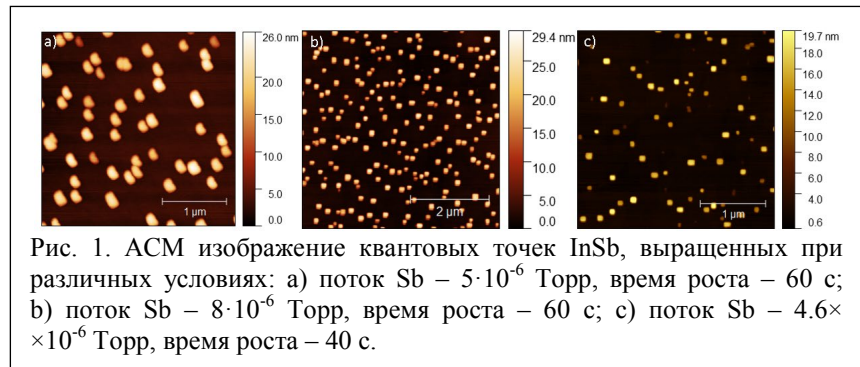 a)
26.0 nm
20.0
15.0
10.0
5.0
0.0
1 µm
b)
29.4 nm
25.0
20.0
15.0
10.0
5.0
0.0
2 µm
c)
19.7 nm
18.0
16.0
14.0
12.0
10.0
8.0
6.0
4.0
0.6
1 µm
Рис. 1. АСМ изображение квантовых точек InSb, выращенных при
различных условиях: a) поток Sb – 5·10⁻⁶ Торр, время роста – 60 с;
b) поток Sb – 8·10⁻⁶ Торр, время роста – 60 с; c) поток Sb – 4.6×
×10⁻⁶ Торр, время роста – 40 с.